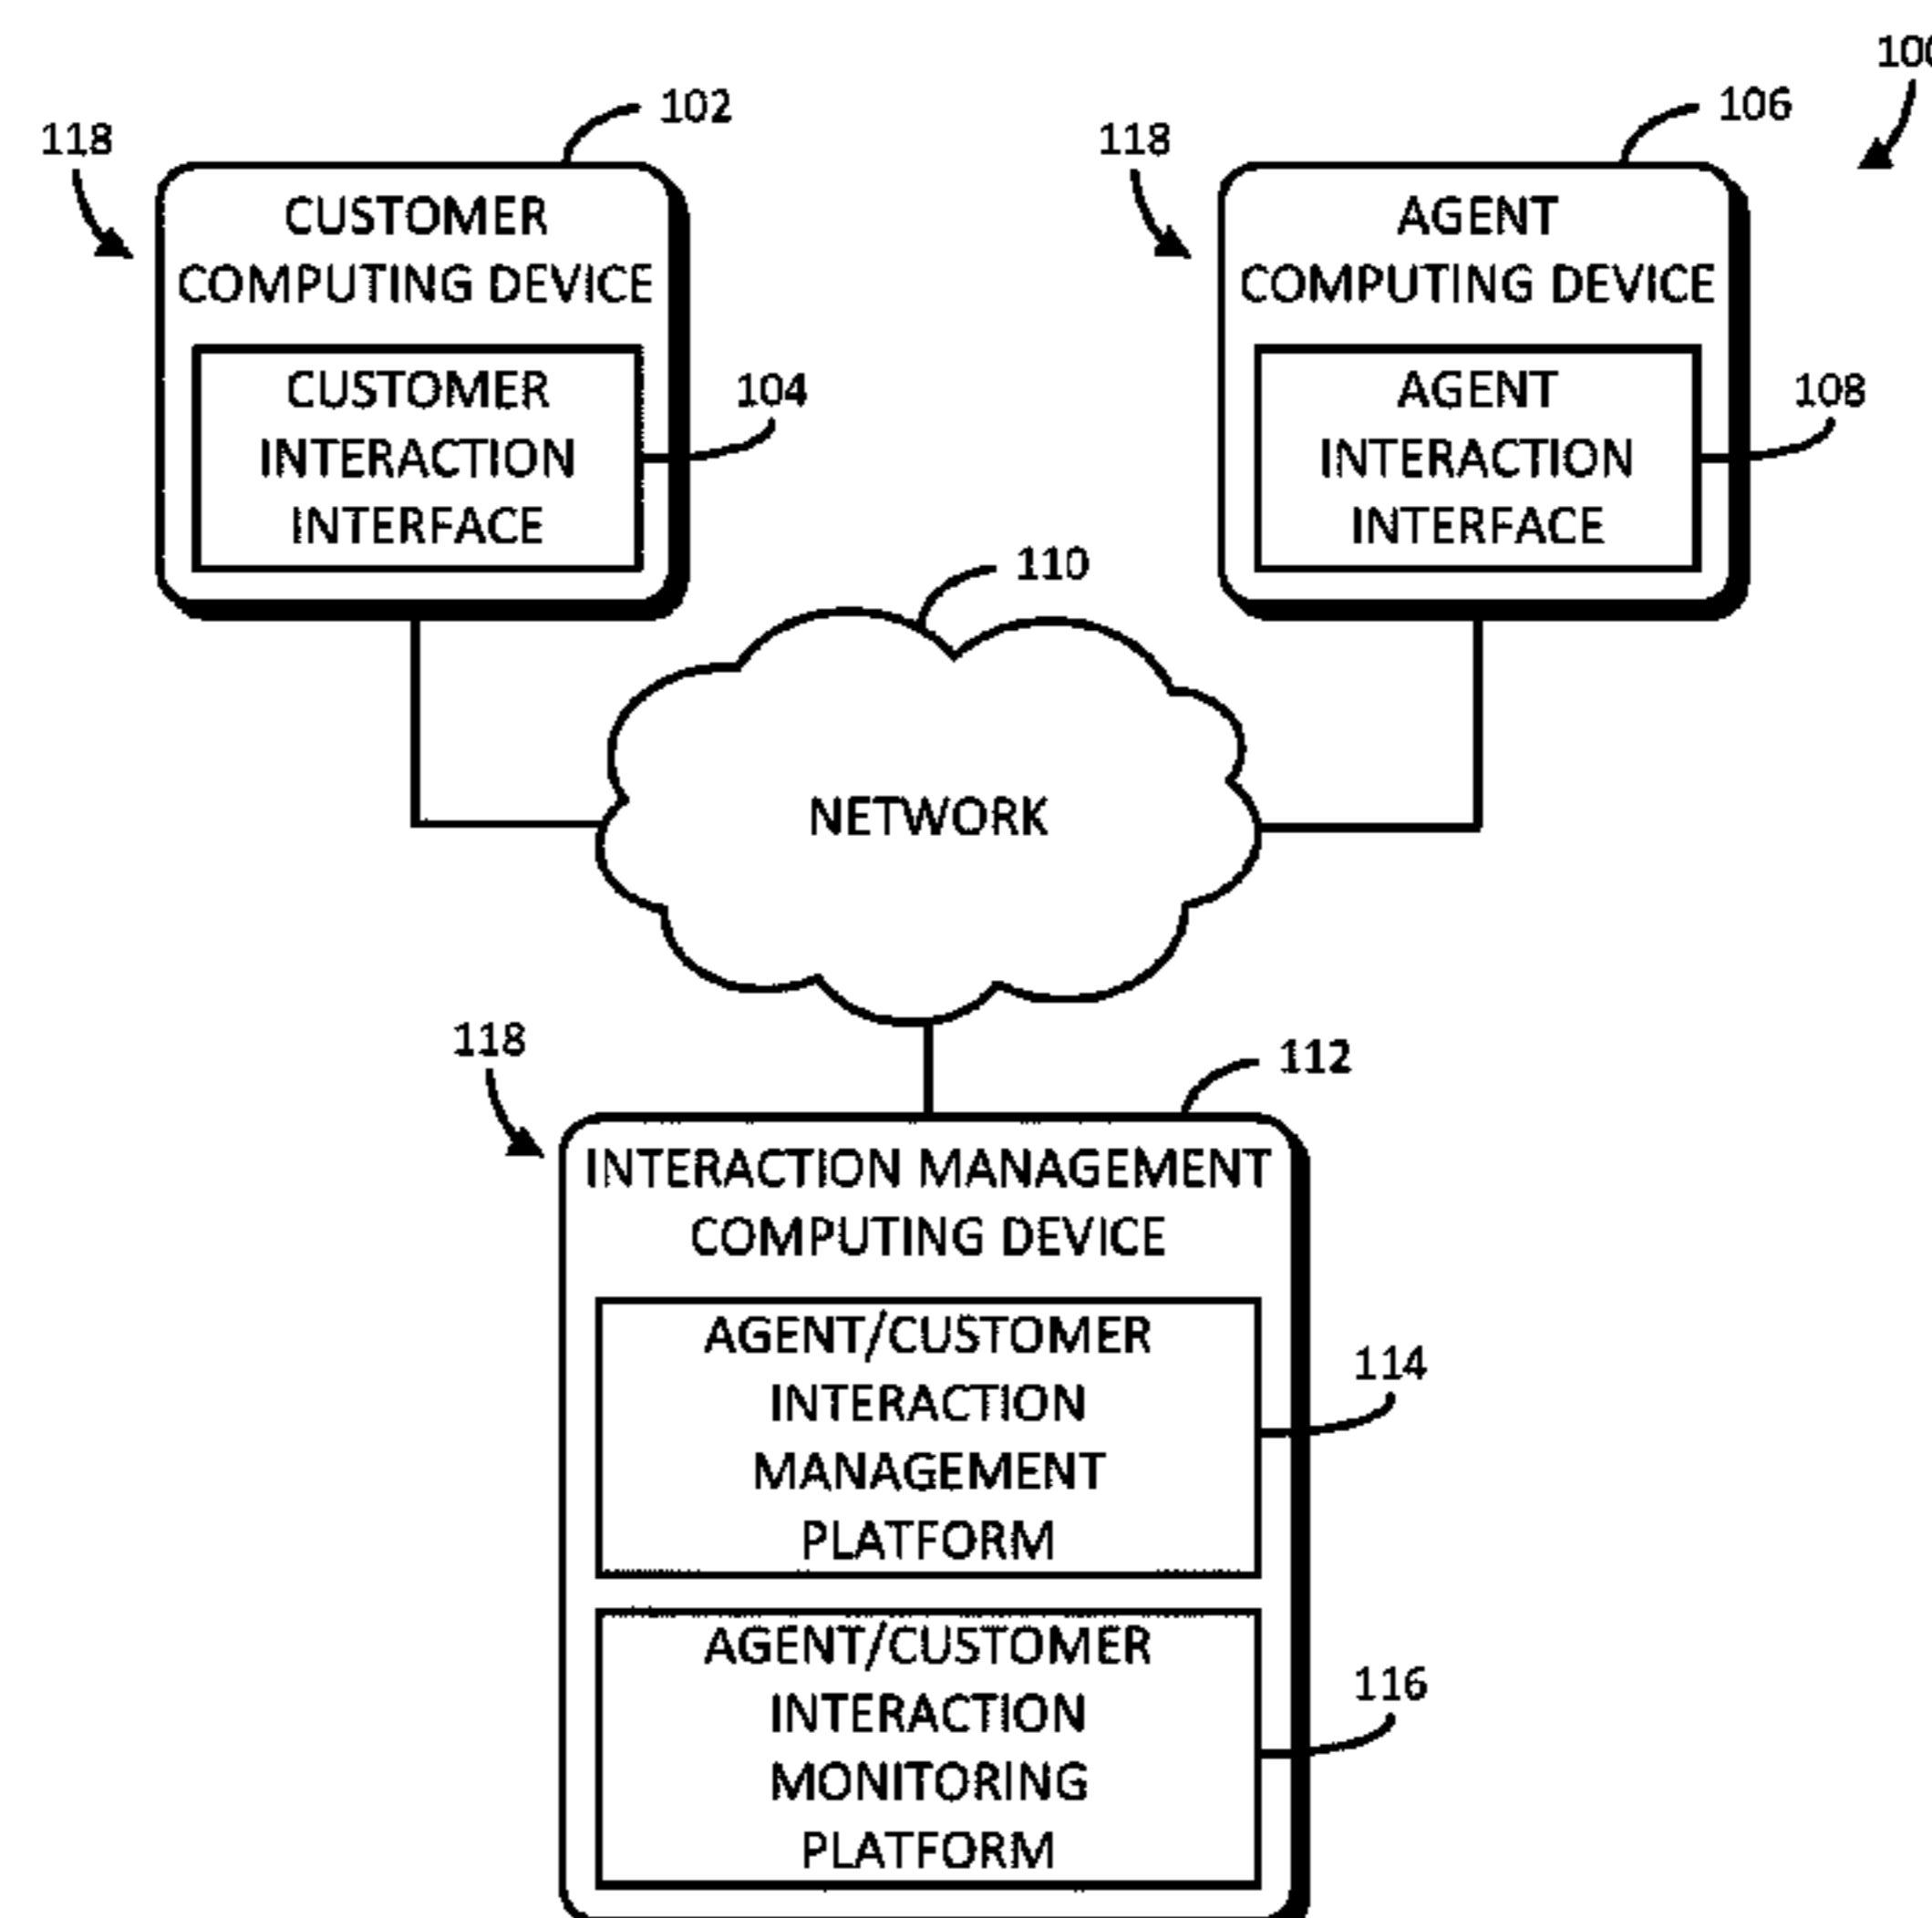 102
118
CUSTOMER
COMPUTING DEVICE
CUSTOMER
INTERACTION
INTERFACE
104
106
118
AGENT
COMPUTING DEVICE
AGENT
INTERACTION
INTERFACE
108
110
NETWORK
118
112
INTERACTION MANAGEMENT
COMPUTING DEVICE
AGENT/CUSTOMER
INTERACTION
MANAGEMENT
PLATFORM
114
AGENT/CUSTOMER
INTERACTION
MONITORING
PLATFORM
116